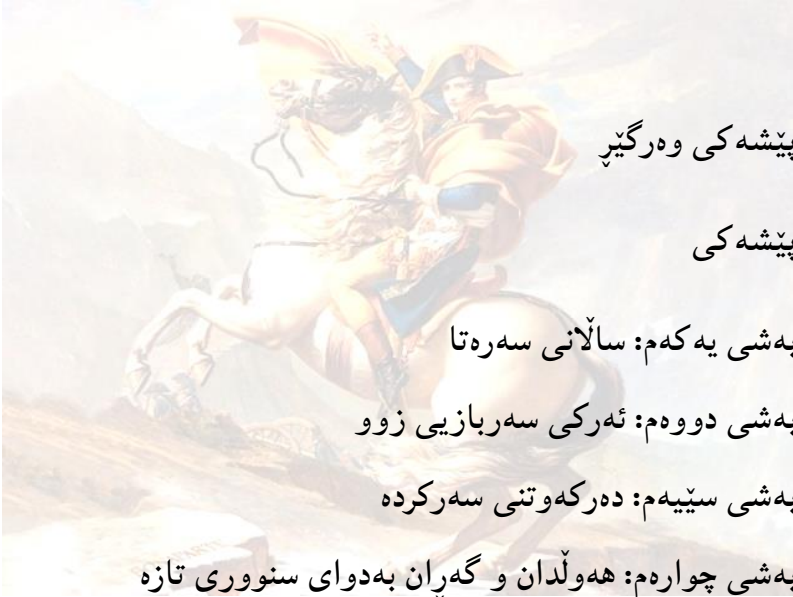 پێشەکی وەرگێڕ
پێشەکی
بەشی یەکەم: ساڵانی سەرەتا
بەشی دووەم: ئەرکی سەربازیی زوو
بەشی سێیەم: دەرکەوتنی سەرکردە
بەشی چوارەم: هەوڵدان و گەڕان بەدوای سنووری تازە